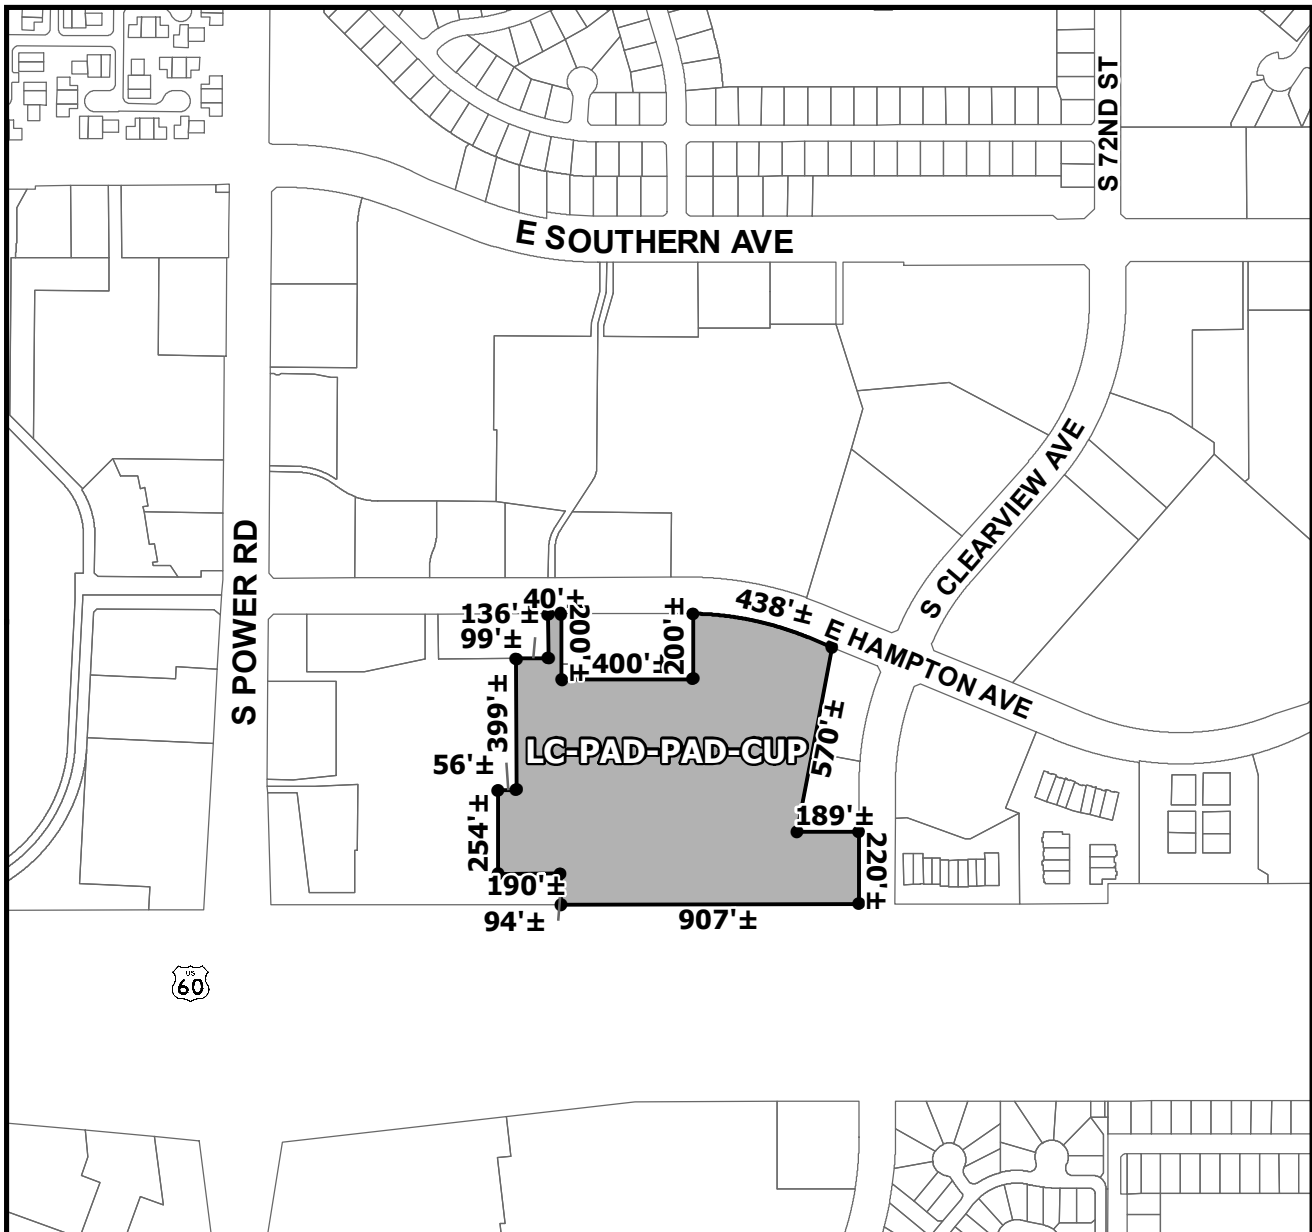 S 72ND ST
E SOUTHERN AVE
S CLEARVIEW AVE
S POWER RD
40'±
136'±
200'±
200'±
438'±
99'±
400'±
E HAMPTON AVE
399'±
570'±
LC-PAD-PAD-CUP
56'±
254'±
189'±
220'±
190'±
94'±
907'±
US
60